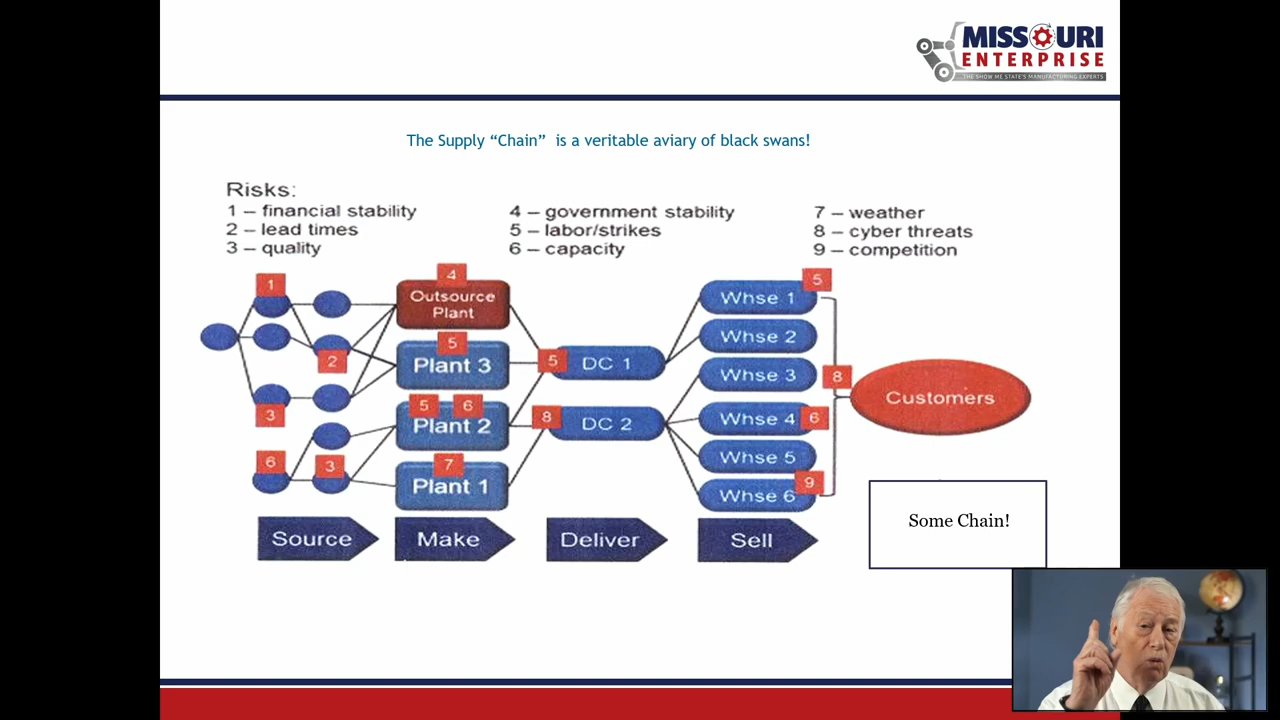 MISSOURI
ENTERPRISE
THE SHOW ME STATE'S MANUFACTURING EXPERTS
The Supply “Chain”  is a veritable aviary of black swans!
Risks:
1 – financial stability
2 – lead times
3 – quality
4 – government stability
5 – labor/strikes
6 – capacity
7 – weather
8 – cyber threats
9 – competition
1
2
3
6
3
4
Outsource
Plant
5
Plant 3
5 6
Plant 2
7
Plant 1
5
DC 1
8
DC 2
5
Whse 1
Whse 2
Whse 3
Whse 4
6
Whse 5
9
Whse 6
8
Customers
Source
Make
Deliver
Sell
Some Chain!